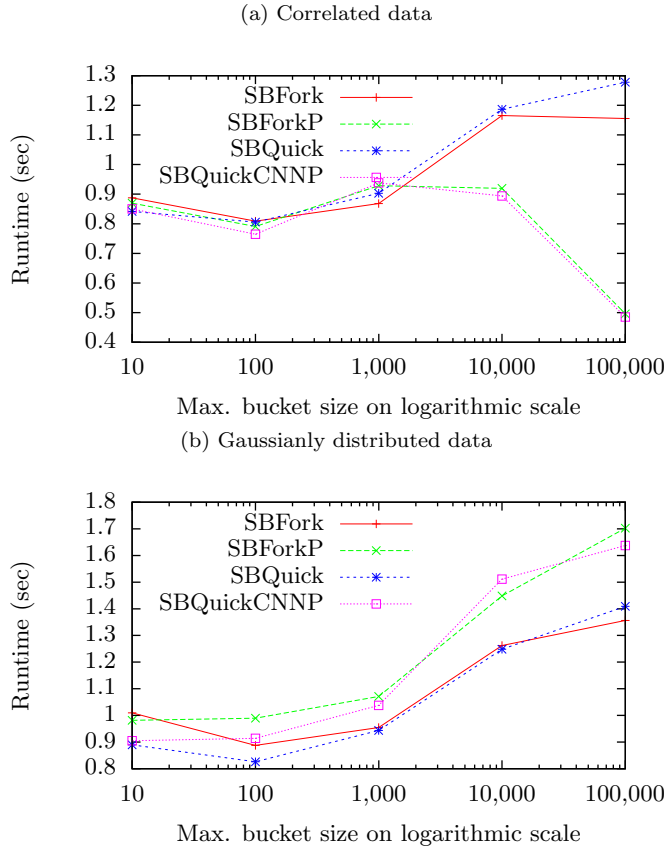 (a) Correlated data
1.3
1.2
1.1
1
0.9
0.8
0.7
0.6
0.5
0.4
Runtime (sec)
SBFork
SBForkP
SBQuick
SBQuickCNNP
10 100 1,000 10,000 100,000
Max. bucket size on logarithmic scale
(b) Gaussianly distributed data
1.8
1.7
1.6
1.5
1.4
1.3
1.2
1.1
1
0.9
0.8
Runtime (sec)
SBFork
SBForkP
SBQuick
SBQuickCNNP
10 100 1,000 10,000 100,000
Max. bucket size on logarithmic scale